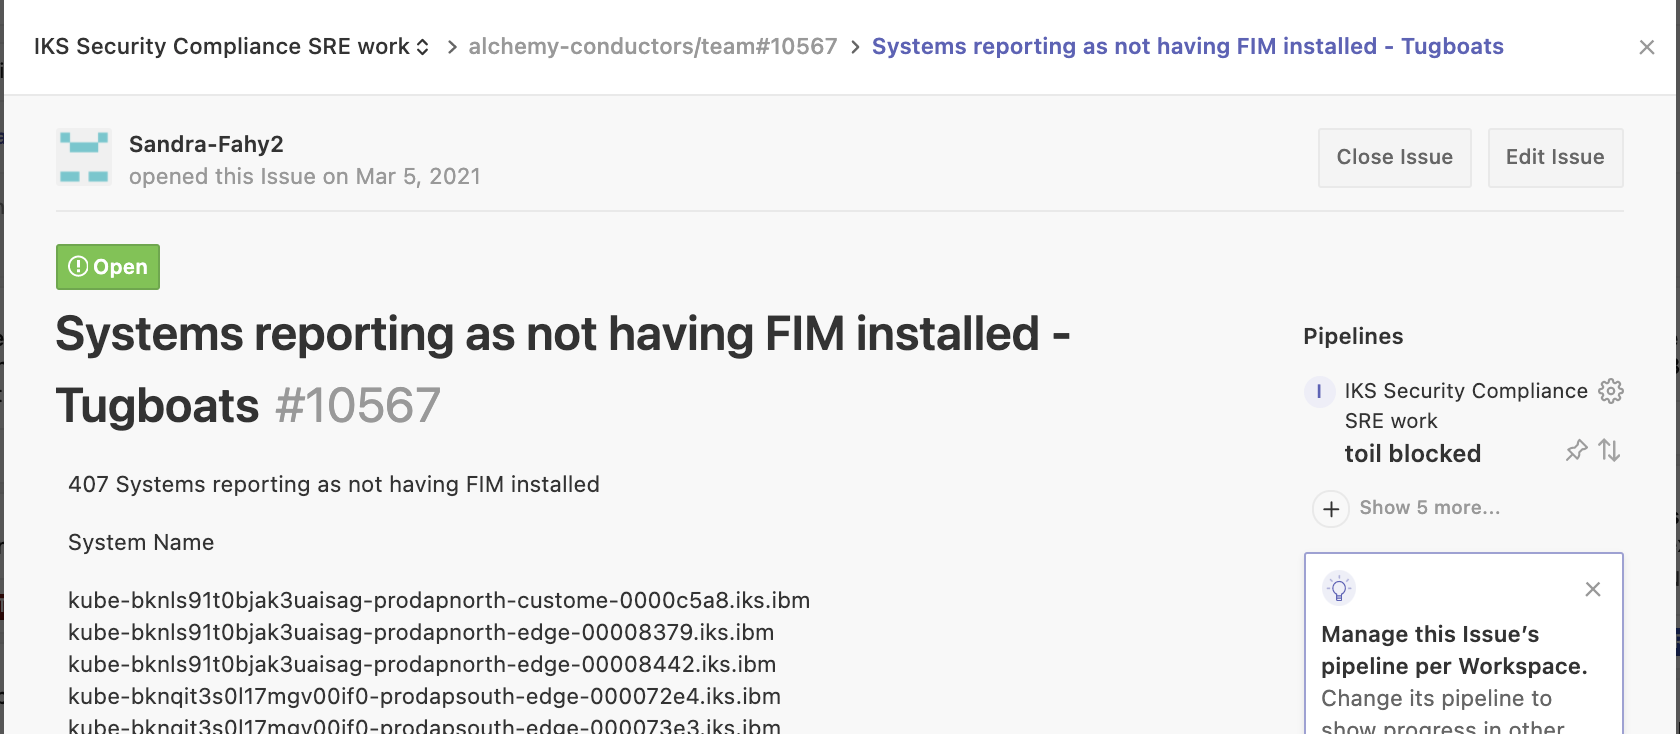 IKS Security Compliance SRE work > alchemy-conductors/team#10567 > Systems reporting as not having FIM installed - Tugboats
Sandra-Fahy2
opened this Issue on Mar 5, 2021
Close Issue
Edit Issue
Open
Systems reporting as not having FIM installed -
Tugboats #10567
407 Systems reporting as not having FIM installed
System Name
kube-bknls91t0bjak3uaisag-prodapnorth-custome-0000c5a8.iks.ibm
kube-bknls91t0bjak3uaisag-prodapnorth-edge-00008379.iks.ibm
kube-bknls91t0bjak3uaisag-prodapnorth-edge-00008442.iks.ibm
kube-bknqit3s0l17mgv00if0-prodapsouth-edge-000072e4.iks.ibm
kube-bknqit3s0l17mgv00if0-prodapsouth-edge-000073e3.iks.ibm
Pipelines
I
IKS Security Compliance
SRE work
toil blocked
Show 5 more...
Manage this Issue's
pipeline per Workspace.
Change its pipeline to
show progress in other